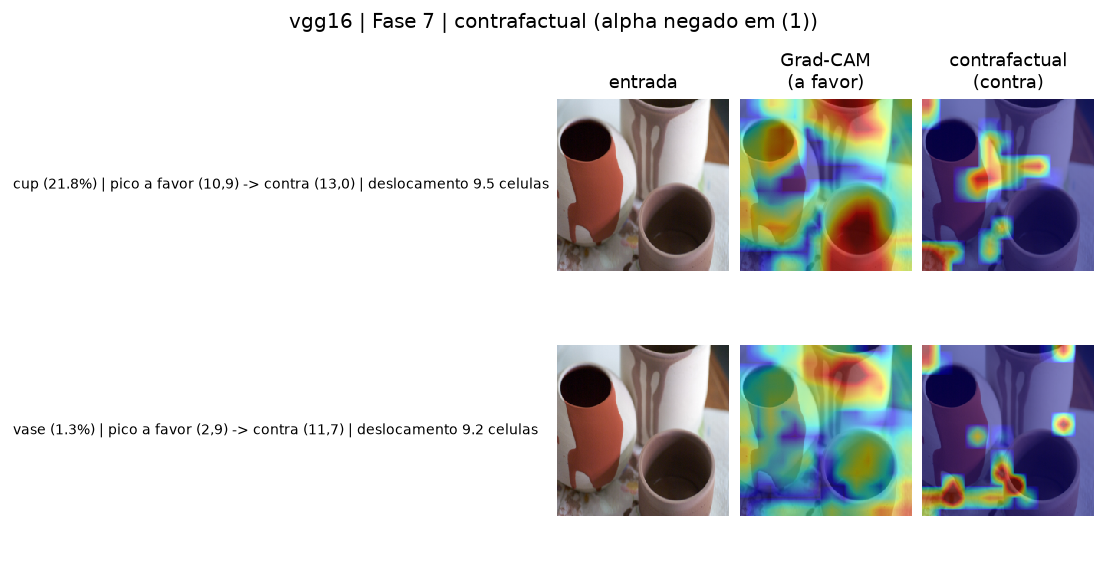 vgg16 | Fase 7 | contrafactual (alpha negado em (1))
entrada
Grad-CAM
(a favor)
contrafactual
(contra)
cup (21.8%) | pico a favor (10,9) -> contra (13,0) | deslocamento 9.5 celulas
vase (1.3%) | pico a favor (2,9) -> contra (11,7) | deslocamento 9.2 celulas